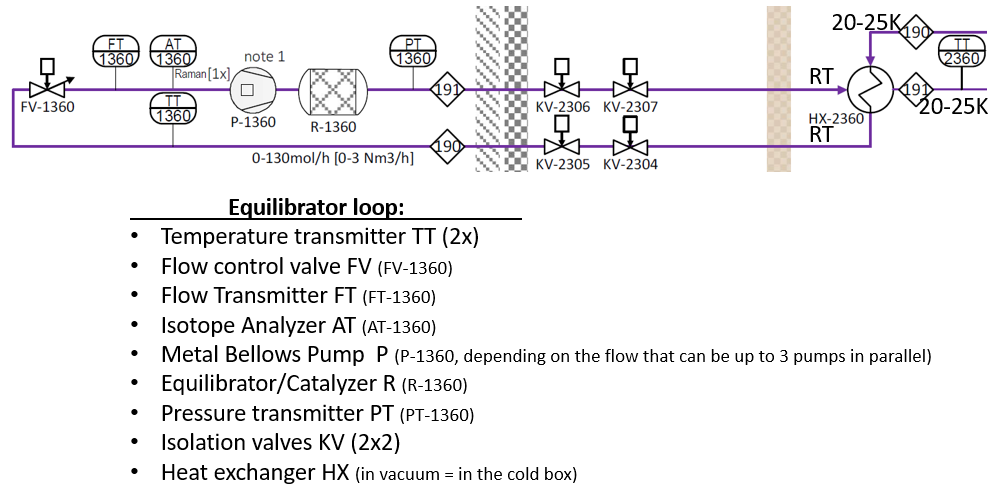 20-25K
190
FT
1360
AT
1360
note 1
PT
1360
TT
2360
Raman [1x]
RT
FV-1360
TT
1360
P-1360
R-1360
191
KV-2306
KV-2307
HX-2360
191
20-25K
RT
190
0-130mol/h [0-3 Nm3/h]
KV-2305
KV-2304
Equilibrator loop:
• Temperature transmitter TT (2x)
• Flow control valve FV (FV-1360)
• Flow Transmitter FT (FT-1360)
• Isotope Analyzer AT (AT-1360)
• Metal Bellows Pump P (P-1360, depending on the flow that can be up to 3 pumps in parallel)
• Equilibrator/Catalyzer R (R-1360)
• Pressure transmitter PT (PT-1360)
• Isolation valves KV (2x2)
• Heat exchanger HX (in vacuum = in the cold box)